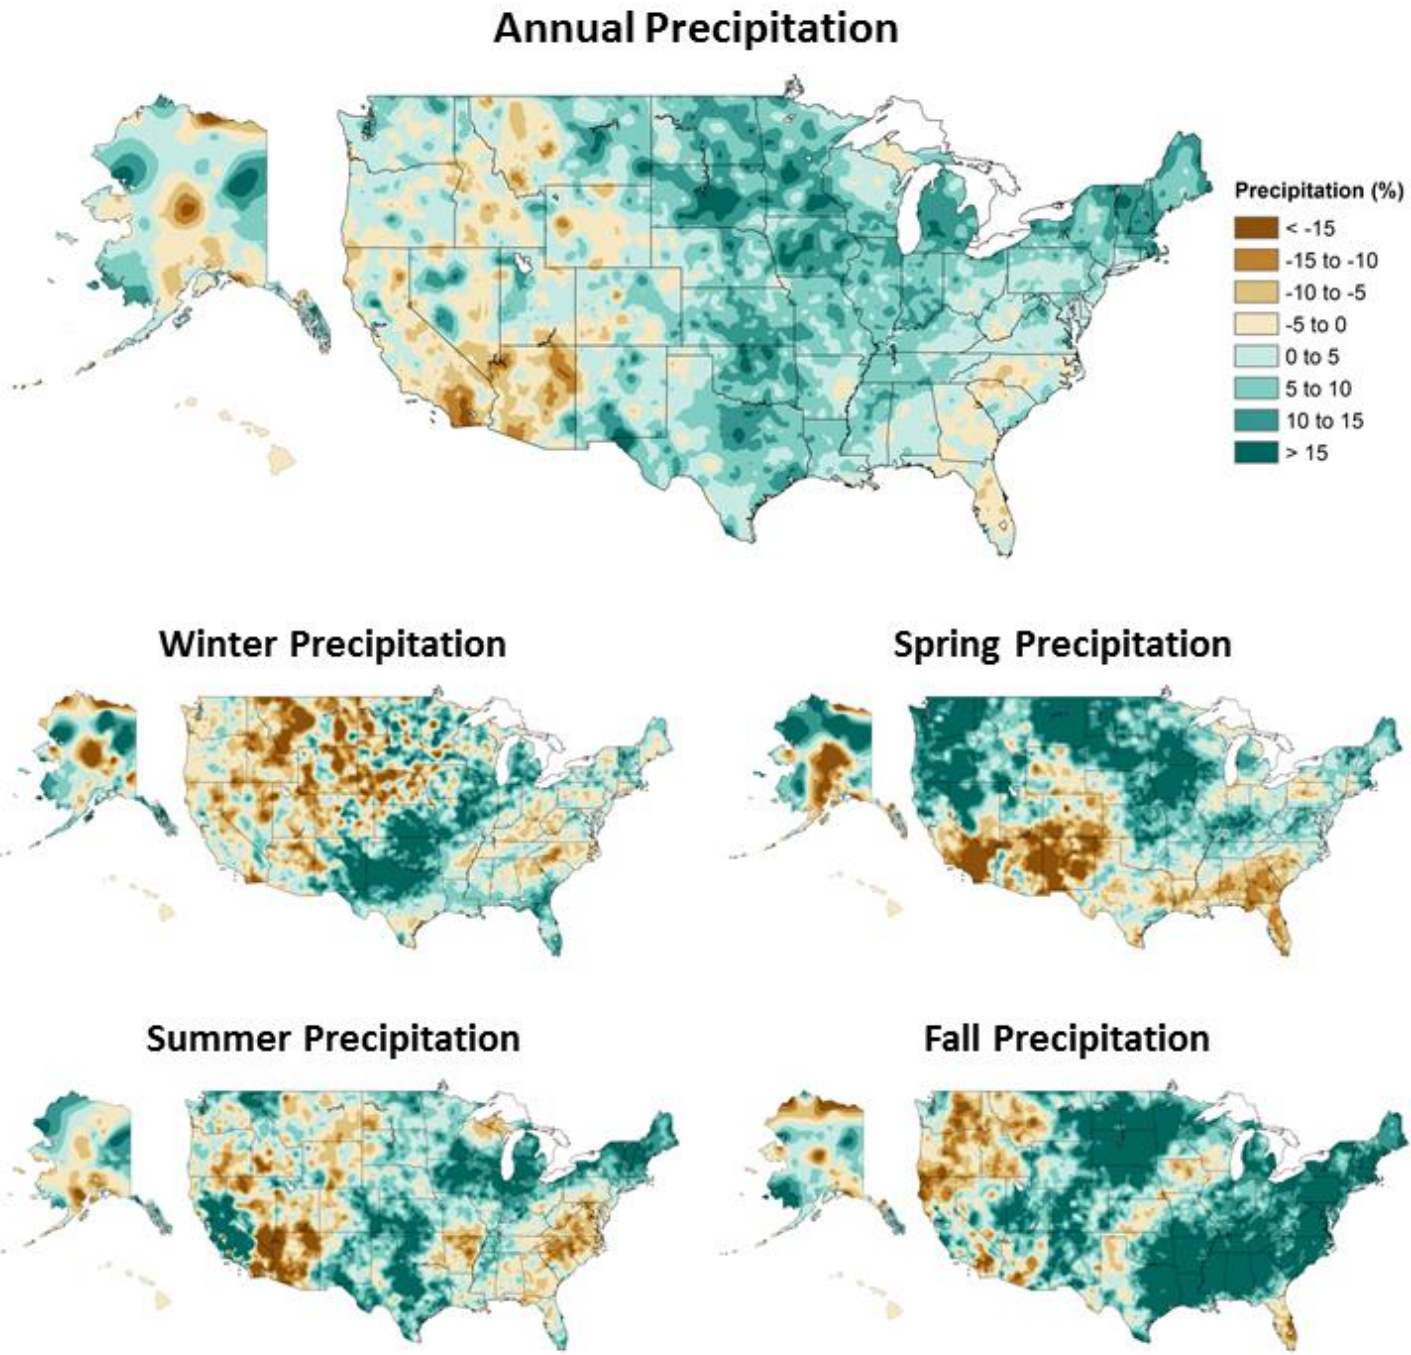 Annual Precipitation
Precipitation (%)
< -15
-15 to -10
-10 to -5
-5 to 0
0 to 5
5 to 10
10 to 15
> 15
Winter Precipitation
Spring Precipitation
Summer Precipitation
Fall Precipitation